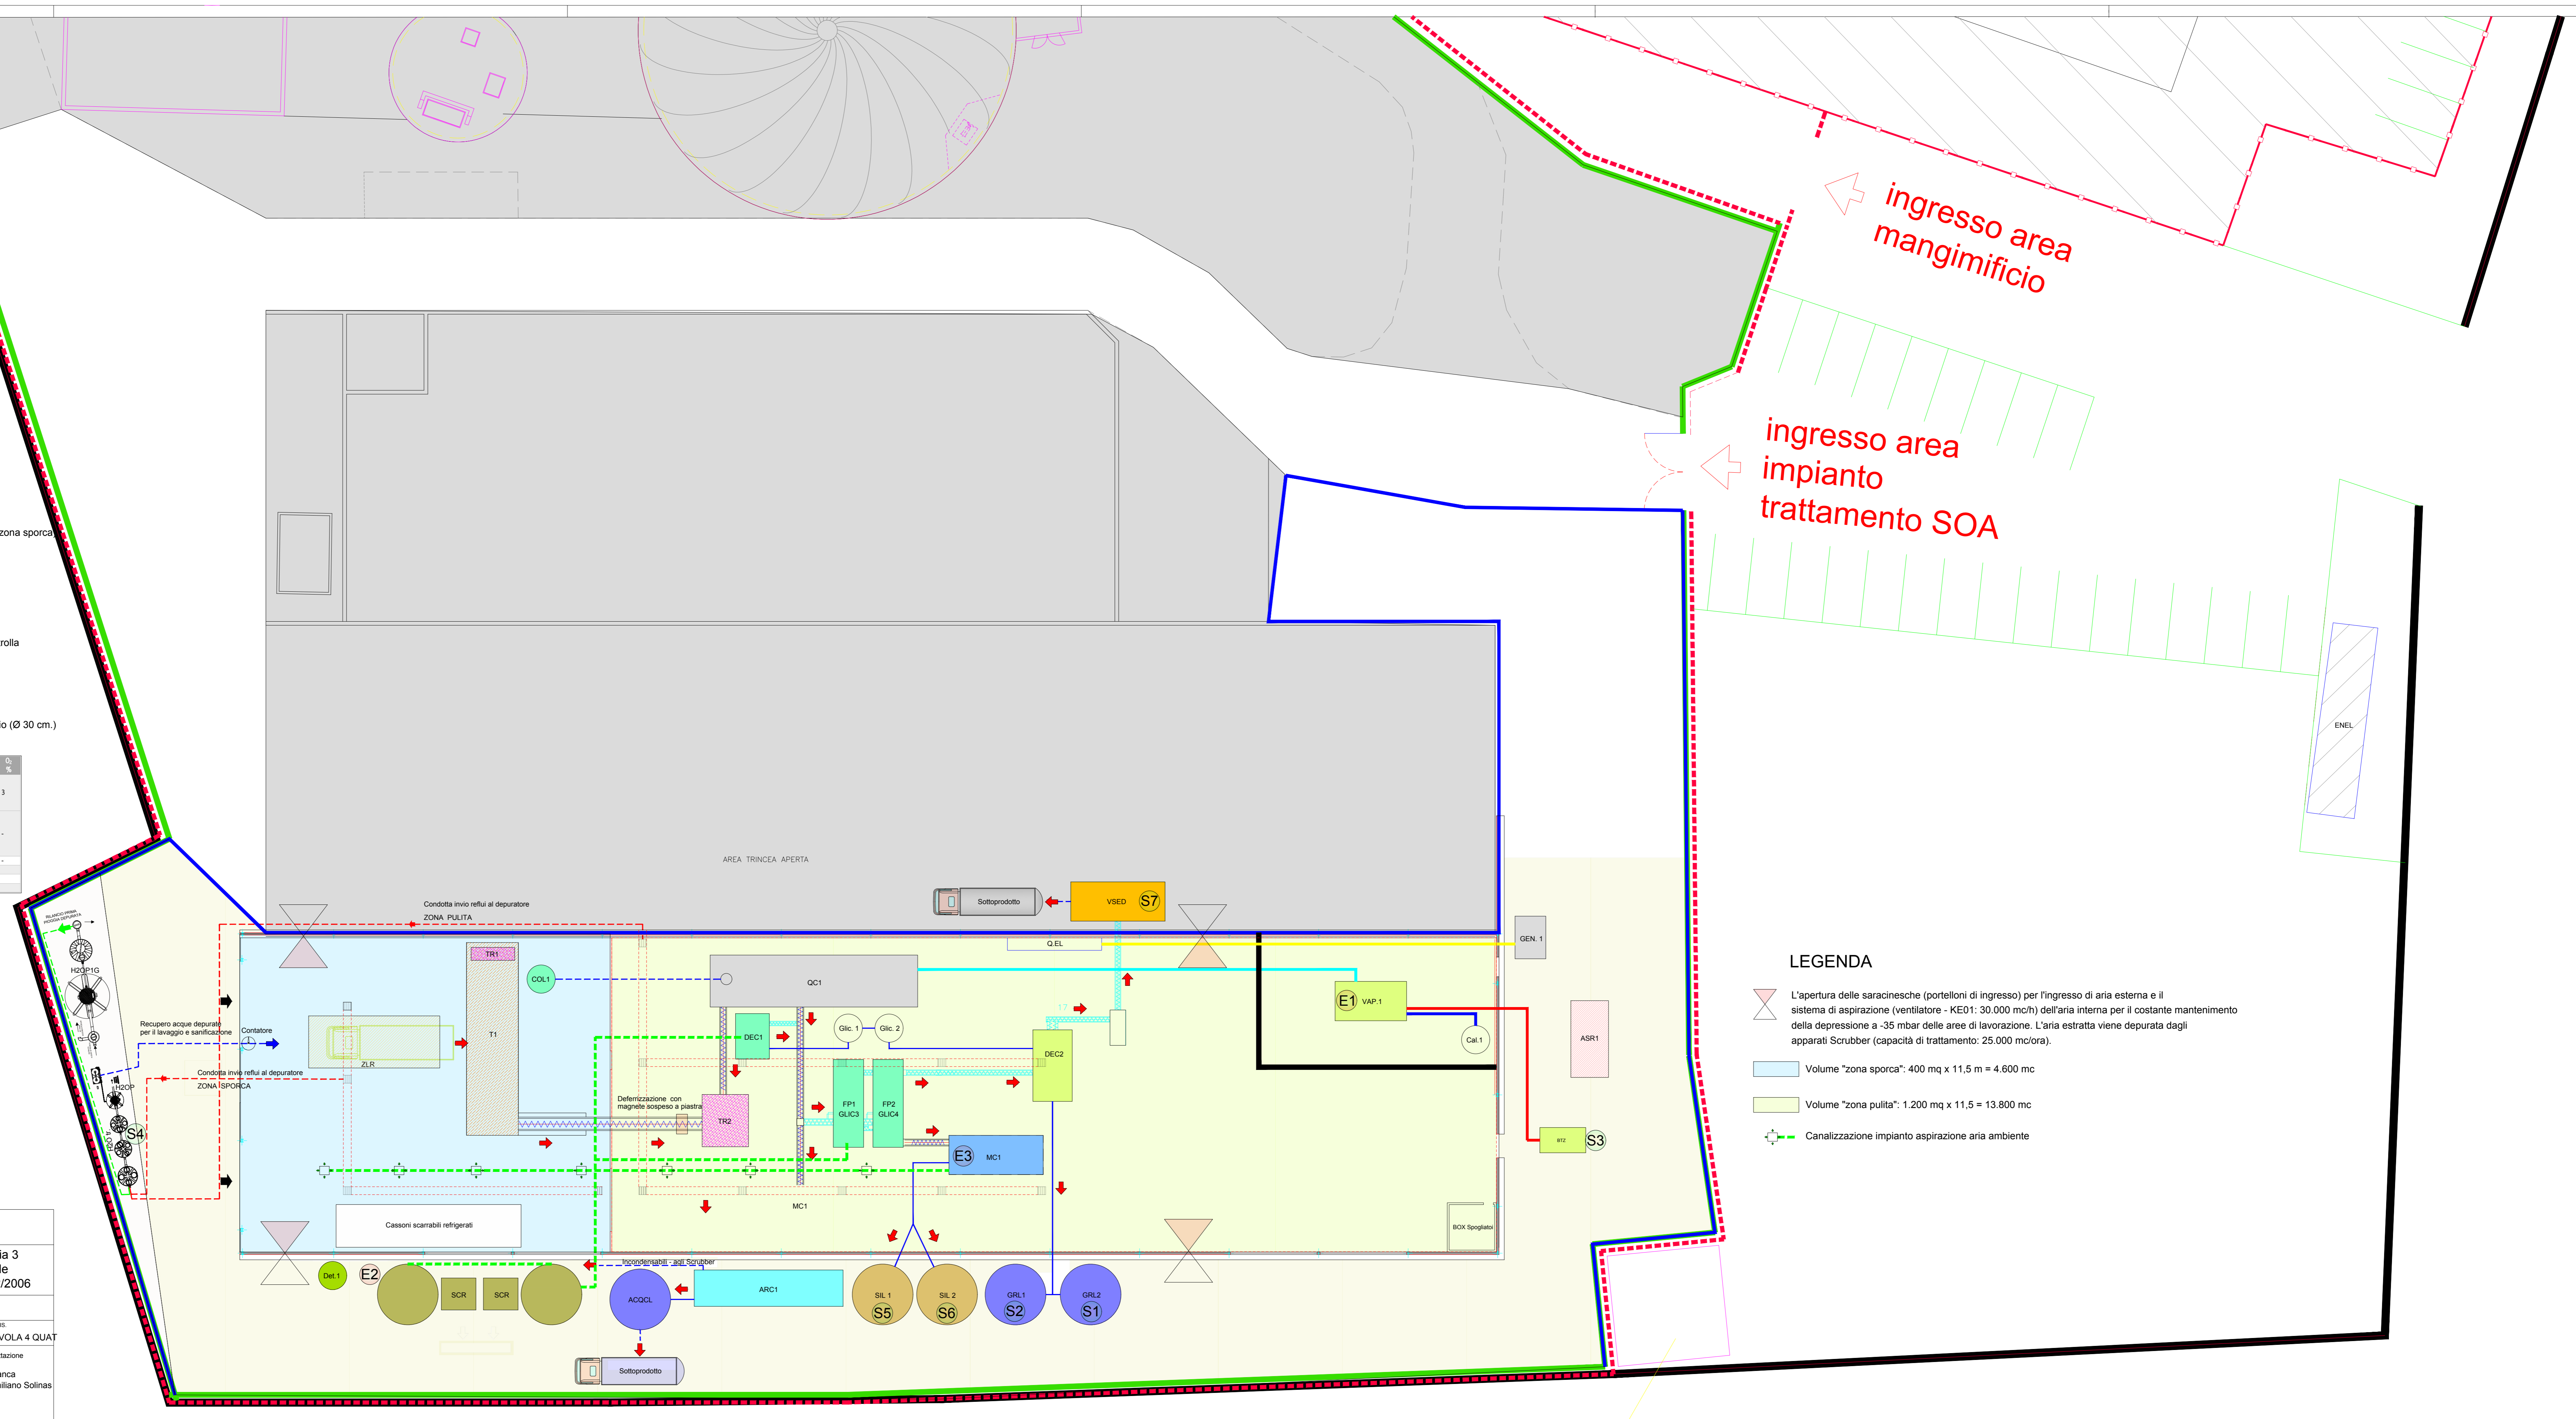 ingresso area
mangimificio
ingresso area
impianto
trattamento SOA
zona sporca
rolla
io (Ø 30 cm.)
O₂
%
3
-
-
ENEL
AREA TRINCEA APERTA
Condotta invio reflui al depuratore
ZONA PULITA
Sottoprodotto
VSED
S7
RILANCIO PRIMA
PIOGGIA DEPURATA
Q.EL
GEN. 1
TR1
COL1
QC1
H2OP1G
E1
VAP.1
LEGENDA
L'apertura delle saracinesche (portelloni di ingresso) per l'ingresso di aria esterna e il
sistema di aspirazione (ventilatore - KE01: 30.000 mc/h) dell'aria interna per il costante mantenimento
della depressione a -35 mbar delle aree di lavorazione. L'aria estratta viene depurata dagli
apparati Scrubber (capacità di trattamento: 25.000 mc/ora).
Volume "zona sporca": 400 mq x 11,5 m = 4.600 mc
Volume "zona pulita": 1.200 mq x 11,5 = 13.800 mc
Canalizzazione impianto aspirazione aria ambiente
17
Recupero acque depurate
per il lavaggio e sanificazione
Contatore
T1
Glic. 1
Glic. 2
DEC1
DEC2
Cal.1
ASR1
ZLR
Condotta invio reflui al depuratore
ZONA SPORCA
H2OP
Deferrizzazione con
magnete sospeso a piastra
TR2
FP1
GLIC3
FP2
GLIC4
S4
BTZ
S3
E3
MC1
MC1
Cassoni scarrabili refrigerati
BOX Spogliatoi
Incondensabili - agli Scrubber
Det.1
E2
SCR
SCR
ACQCL
ARC1
SIL 1
S5
SIL 2
S6
GRL1
S2
GRL2
S1
Sottoprodotto
ia 3
le
/2006
IS.
VOLA 4 QUAT
tazione
anca
iliano Solinas